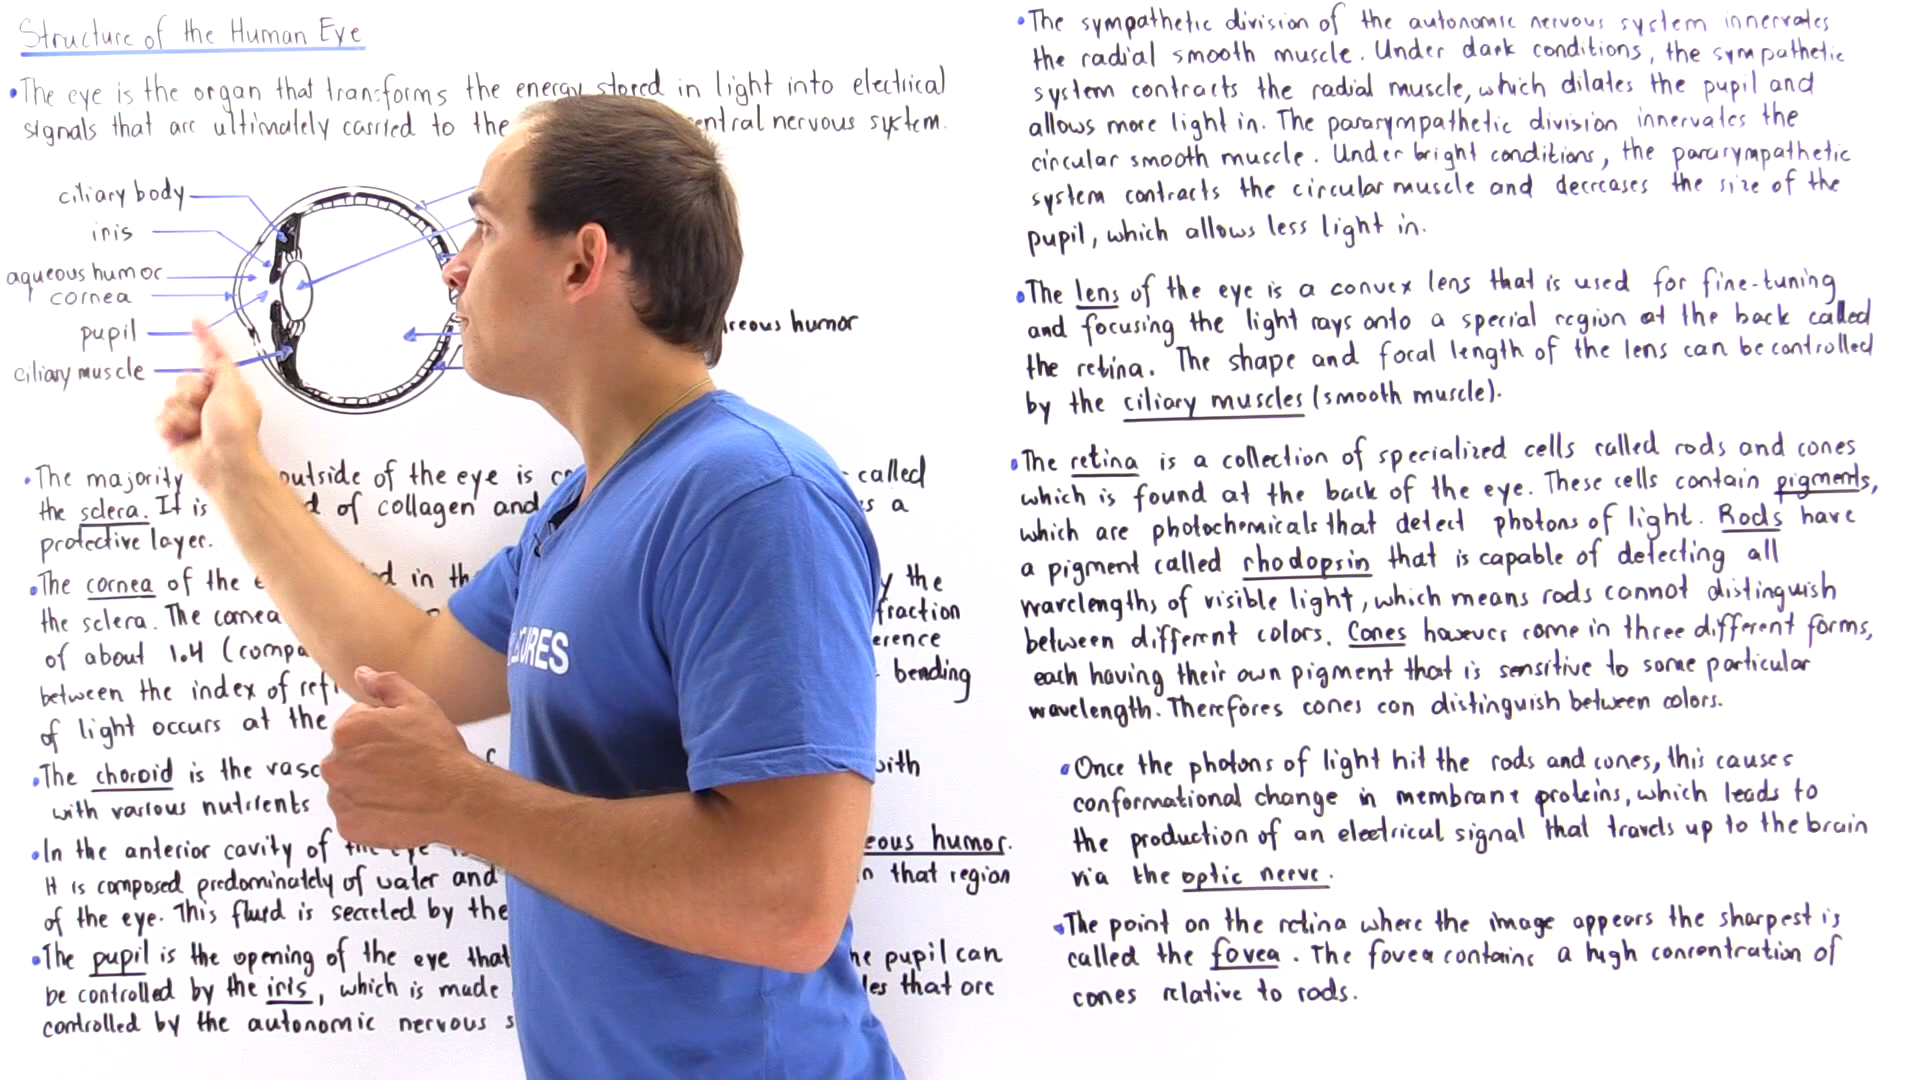 Structure of the Human Eye
•The eye is the organ that transforms the energy stored in light into electrical
signals that are ultimately carried to the entral nervous system.
ciliary body
iris
aqueous humor
cornea
pupil
ciliary muscle
reous humor
•The majority outside of the eye is called
the sclera. It is d of collagen and s a
protective layer.
•The cornea of the in the y the
the sclera. The cornea fraction
of about 1.4 (compa erence
between the index of ref bending
of light occurs at the
•The choroid is the vasc with
with various nutrients
•In the anterior cavity of the eye eous humor.
It is composed predominately of water and n that region
of the eye. This fluid is secreted by the
•The pupil is the opening of the eye that he pupil can
be controlled by the iris, which is made les that are
controlled by the autonomic nervous s
URES
•The sympathetic division of the autonomic nervous system innervates
the radial smooth muscle. Under dark conditions, the sympathetic
system contracts the radial muscle, which dilates the pupil and
allows more light in. The parasympathetic division innervates the
circular smooth muscle. Under bright conditions, the parasympathetic
system contracts the circular muscle and decreases the size of the
pupil, which allows less light in.
•The lens of the eye is a convex lens that is used for fine-tuning
and focusing the light rays onto a special region at the back called
the retina. The shape and focal length of the lens can be controlled
by the ciliary muscles (smooth muscle).
•The retina is a collection of specialized cells called rods and cones
which is found at the back of the eye. These cells contain pigments,
which are photochemicals that detect photons of light. Rods have
a pigment called rhodopsin that is capable of detecting all
wavelengths of visible light, which means rods cannot distinguish
between different colors. Cones however come in three different forms,
each having their own pigment that is sensitive to some particular
wavelength. Therefores cones can distinguish between colors.
•Once the photons of light hit the rods and cones, this causes
conformational change in membrane proteins, which leads to
the production of an electrical signal that travels up to the brain
via the optic nerve.
•The point on the retina where the image appears the sharpest is
called the fovea. The fovea contains a high concentration of
cones relative to rods.